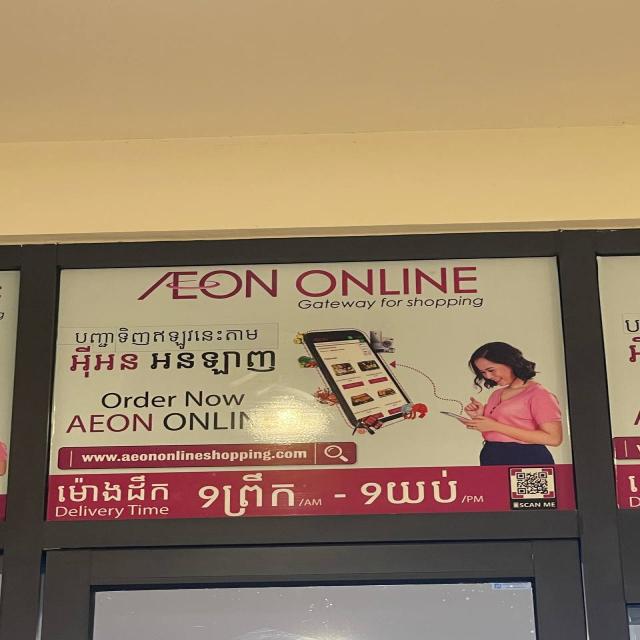 ÆON ONLINE
Gateway for shopping
បញ្ជាទិញឥឡូវនេះតាម
អ៊ីអន អនឡាញ
Order Now
AEON ONLIN
www.aeononlineshopping.com
ម៉ោងដឹក ៦ព្រឹក/AM - ៩យប់/PM
Delivery Time
SCAN ME